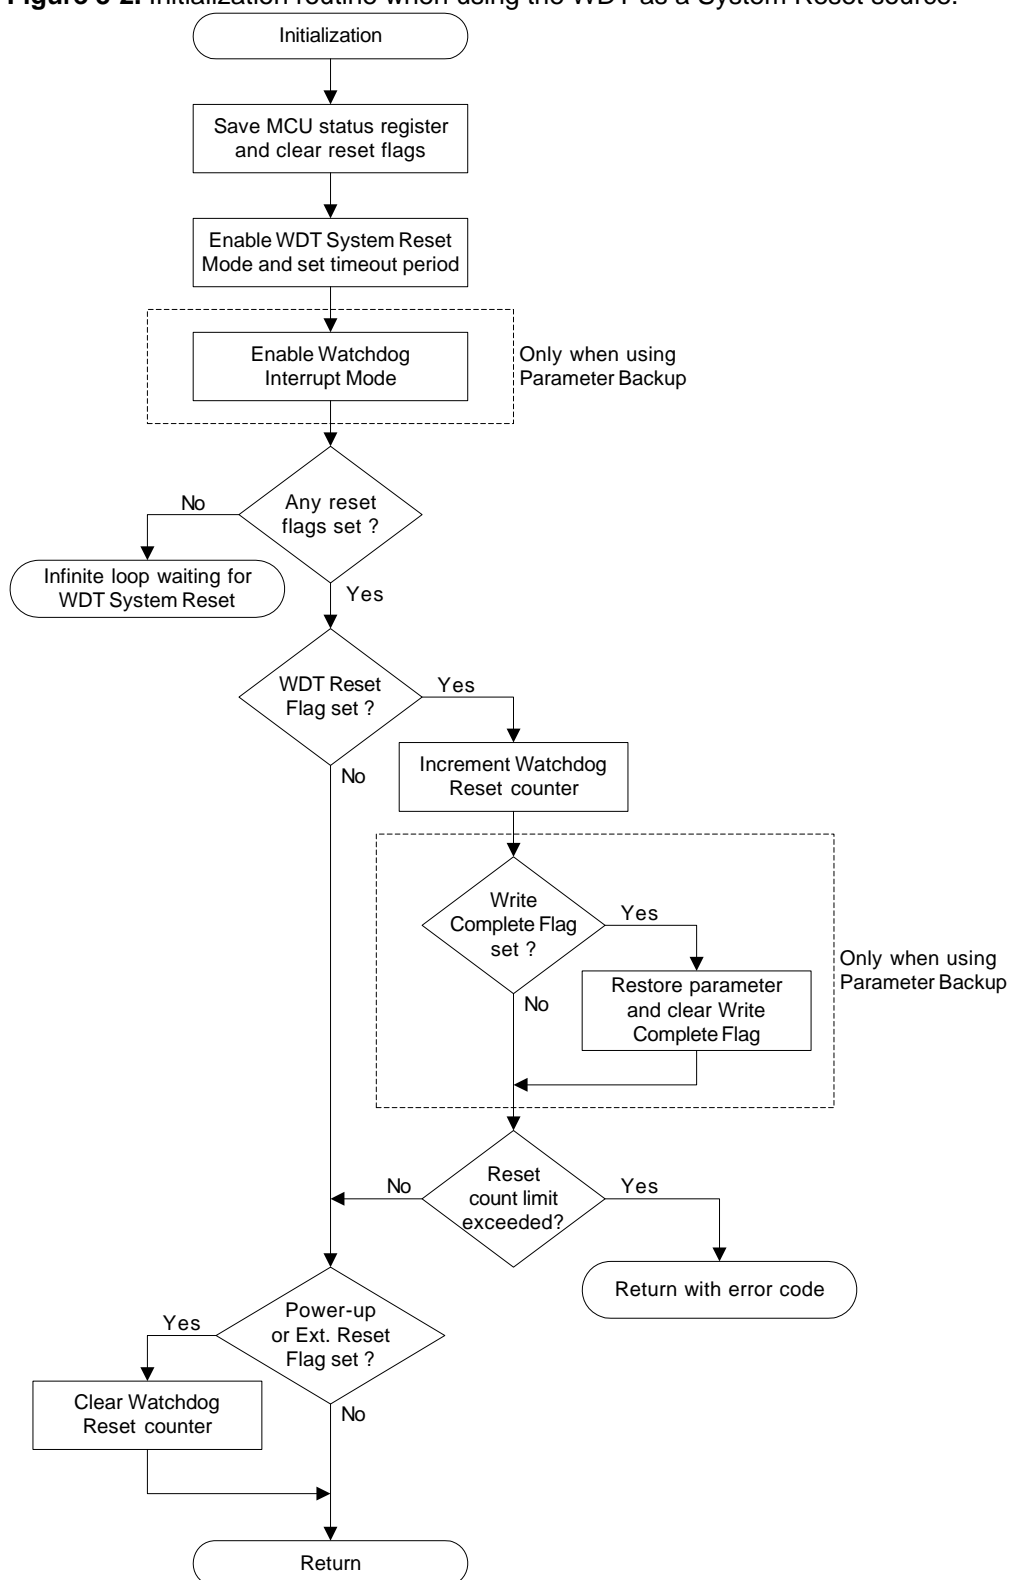 Figure 3-2. Initialization routine when using the WDT as a System Reset source.
Initialization
Save MCU status register
and clear reset flags
Enable WDT System Reset
Mode and set timeout period
Enable Watchdog
Interrupt Mode
Only when using
Parameter Backup
Any reset
flags set ?
No
Infinite loop waiting for
WDT System Reset
Yes
WDT Reset
Flag set ?
Yes
No
Increment Watchdog
Reset counter
Write
Complete Flag
set ?
Yes
No
Restore parameter
and clear Write
Complete Flag
Only when using
Parameter Backup
Reset
count limit
exceeded?
No
Yes
Return with error code
Power-up
or Ext. Reset
Flag set ?
Yes
No
Clear Watchdog
Reset counter
Return